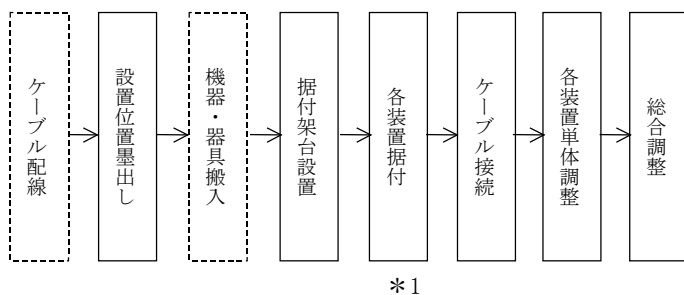 ケーブル配線
設置位置墨出し
機器・器具搬入
据付架台設置
各装置据付
ケーブル接続
各装置単体調整
総合調整
＊1